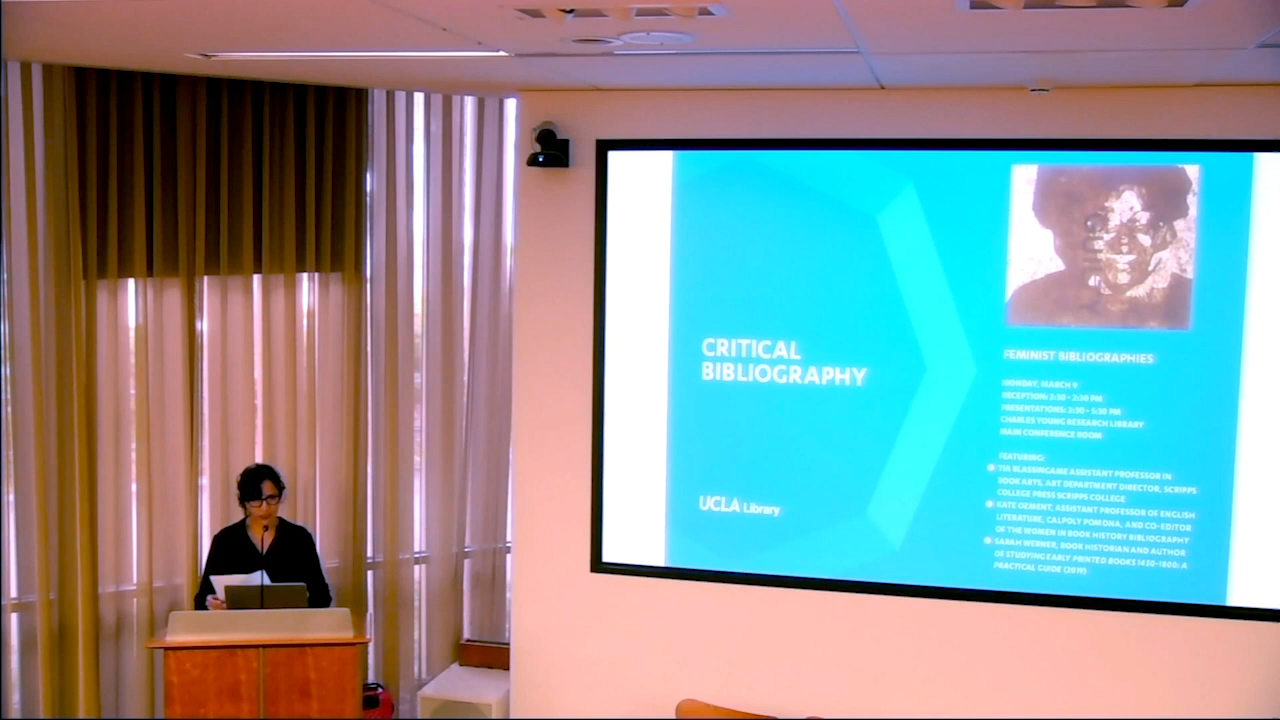 CRITICAL
BIBLIOGRAPHY
UCLA Library
FEMINIST BIBLIOGRAPHIES
MONDAY, MARCH 9
RECEPTION: 2:30 - 3:30 PM
PRESENTATIONS: 3:30 - 5:30 PM
CHARLES YOUNG RESEARCH LIBRARY
MAIN CONFERENCE ROOM
FEATURING:
TIA BLASSINGAME ASSISTANT PROFESSOR IN
BOOK ARTS, ART DEPARTMENT DIRECTOR, SCRIPPS
COLLEGE PRESS SCRIPPS COLLEGE
KATE OZMENT, ASSISTANT PROFESSOR OF ENGLISH
LITERATURE, CALPOLY POMONA, AND CO-EDITOR
OF THE WOMEN IN BOOK HISTORY BIBLIOGRAPHY
SARAH WERNER, BOOK HISTORIAN AND AUTHOR
OF STUDYING EARLY PRINTED BOOKS 1450-1800: A
PRACTICAL GUIDE (2019)